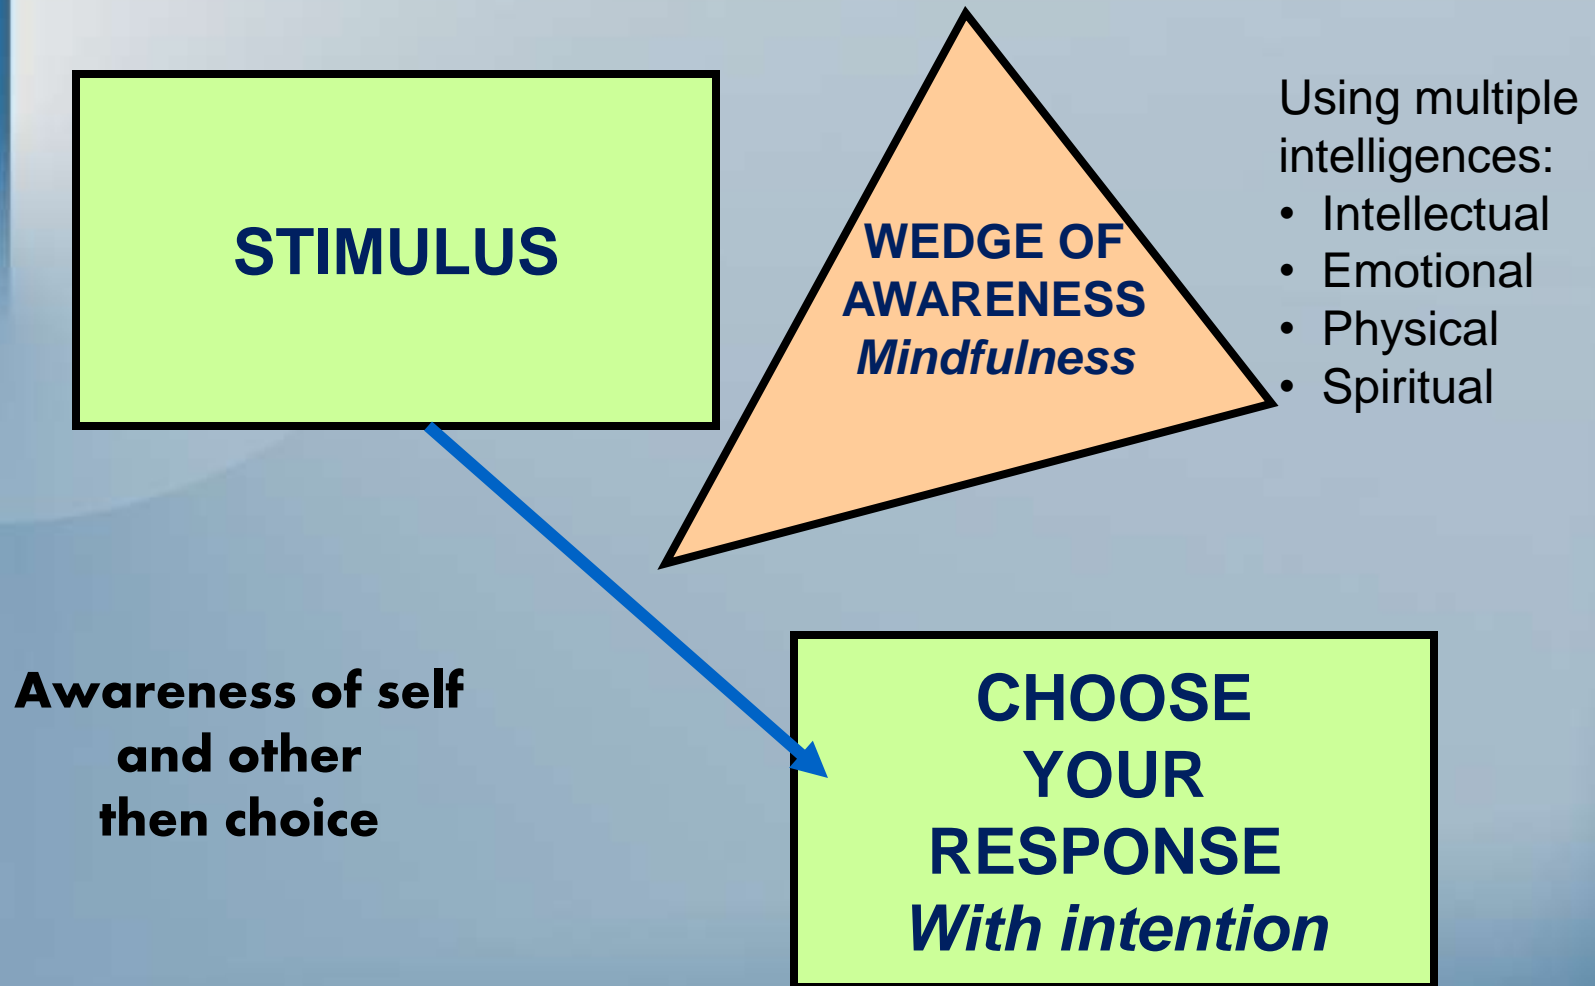 STIMULUS
WEDGE OF
AWARENESS
Mindfulness
Using multiple
intelligences:
• Intellectual
• Emotional
• Physical
• Spiritual
Awareness of self
and other
then choice
CHOOSE
YOUR
RESPONSE
With intention